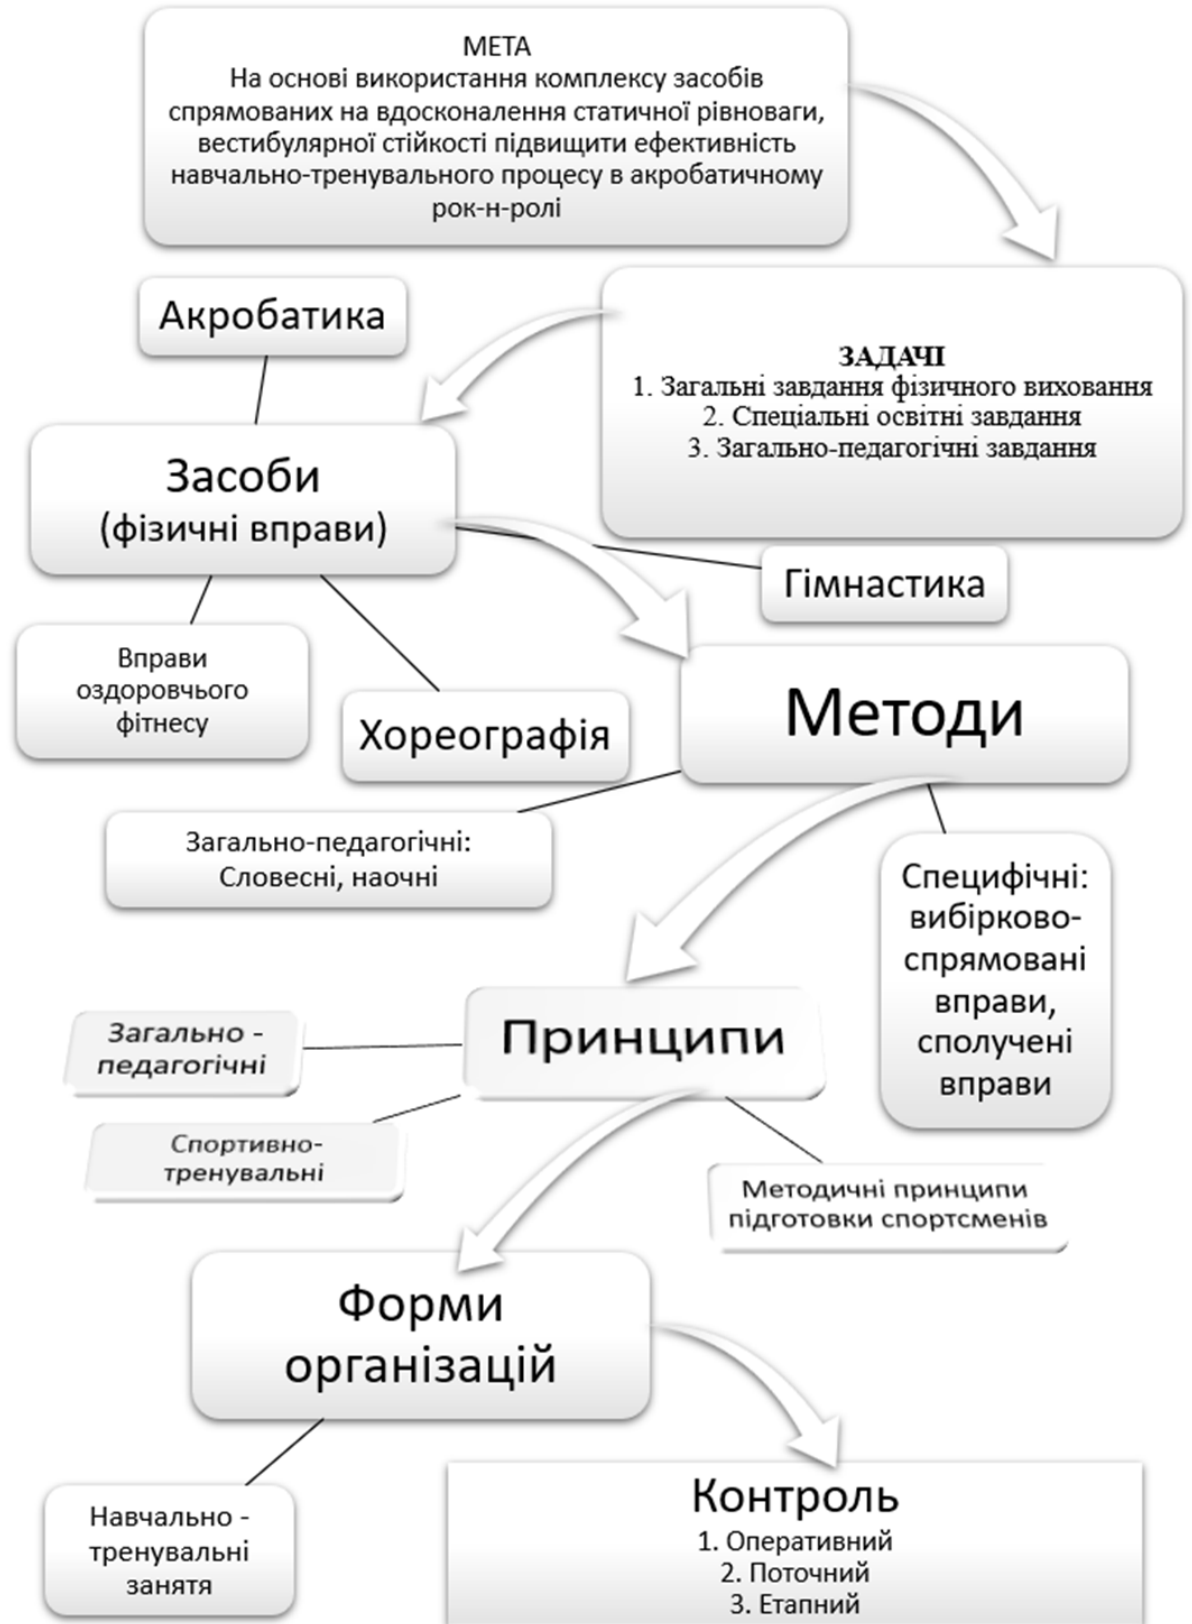 МЕТА
На основі використання комплексу засобів
спрямованих на вдосконалення статичної рівноваги,
вестибулярної стійкості підвищити ефективність
навчально-тренувального процесу в акробатичному
рок-н-ролі
Акробатика
ЗАДАЧІ
1. Загальні завдання фізичного виховання
2. Спеціальні освітні завдання
3. Загально-педагогічні завдання
Засоби
(фізичні вправи)
Гімнастика
Вправи
оздоровчього
фітнесу
Хореографія
Методи
Загально-педагогічні:
Словесні, наочні
Специфічні:
вибірково-
спрямовані
вправи,
сполучені
вправи
Принципи
Загально -
педагогічні
Спортивно-
тренувальні
Методичні принципи
підготовки спортсменів
Форми
організацій
Навчально -
тренувальні
занятя
Контроль
1. Оперативний
2. Поточний
3. Етапний